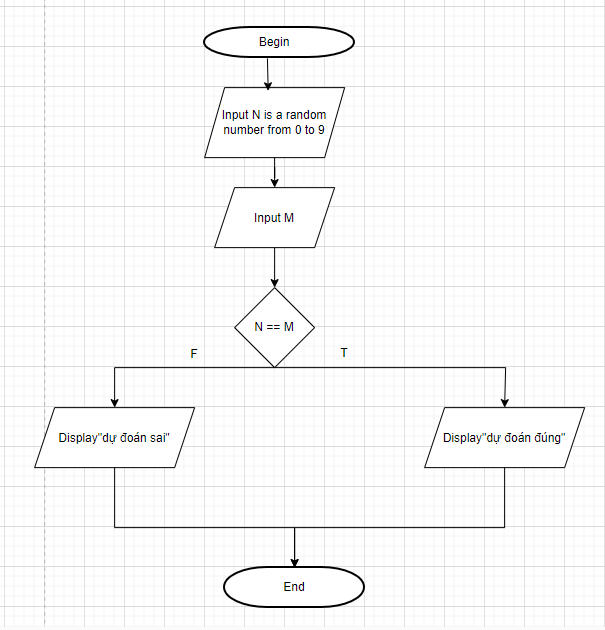 Begin
Input N is a random
number from 0 to 9
Input M
N == M
F
T
Display"dự đoán sai"
Display"dự đoán đúng"
End